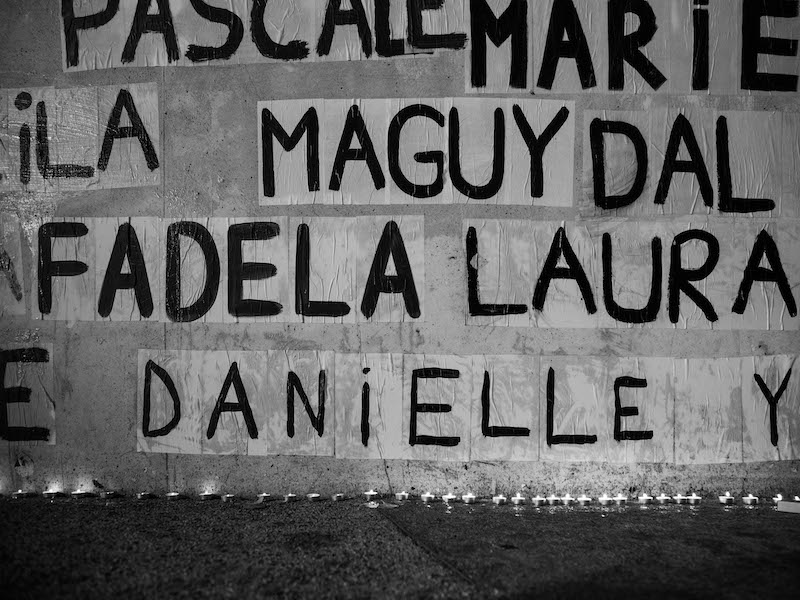 PASCALE MARiE
iLA MAGUY DAL
FADELA LAURA
E DANiELLE Y